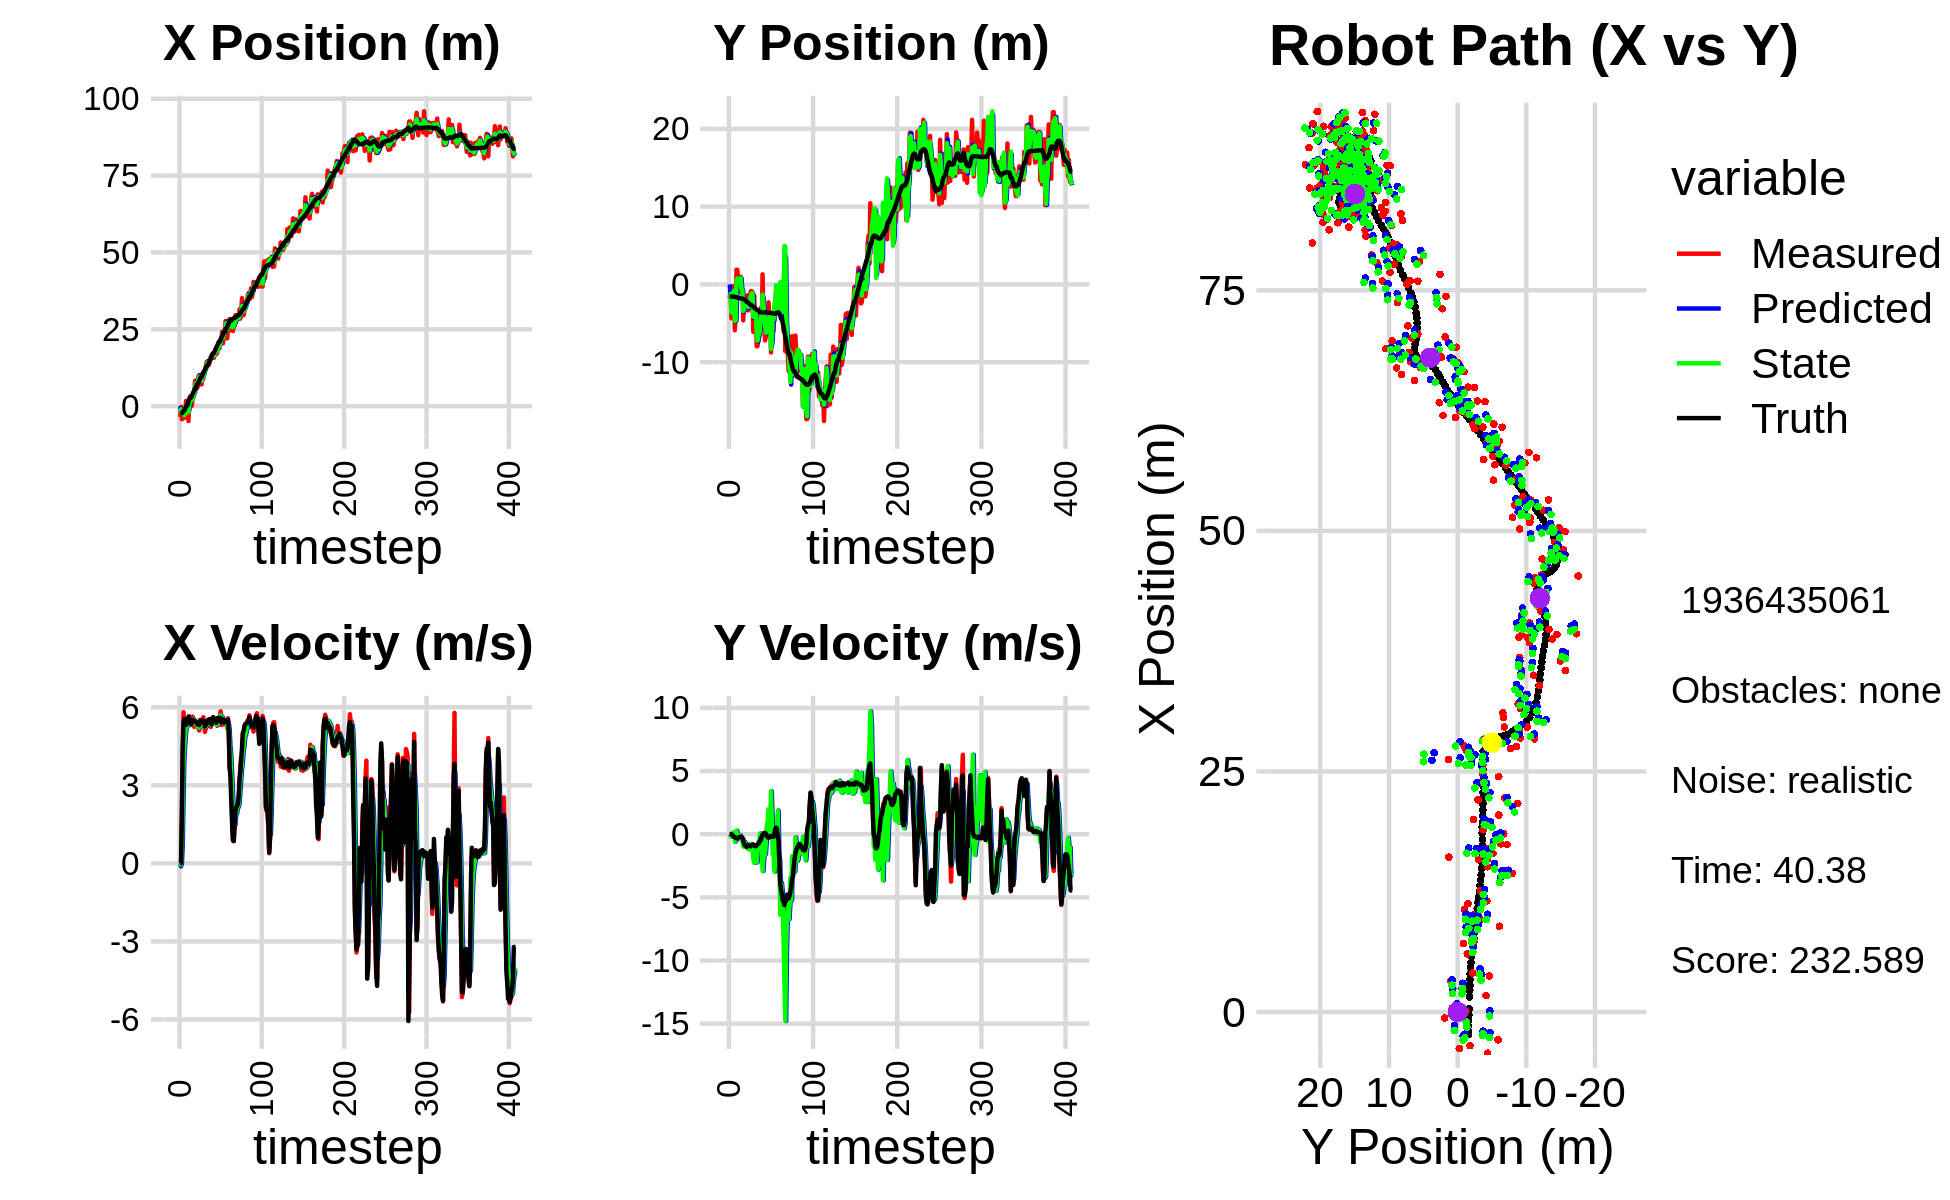 X Position (m)
100
75
50
25
0
0
100
200
300
400
timestep
Y Position (m)
20
10
0
-10
0
100
200
300
400
timestep
X Velocity (m/s)
6
3
0
-3
-6
0
100
200
300
400
timestep
Y Velocity (m/s)
10
5
0
-5
-10
-15
0
100
200
300
400
timestep
Robot Path (X vs Y)
X Position (m)
75
50
25
0
20 10 0 -10 -20
Y Position (m)
variable
Measured
Predicted
State
Truth
1936435061
Obstacles: none
Noise: realistic
Time: 40.38
Score: 232.589